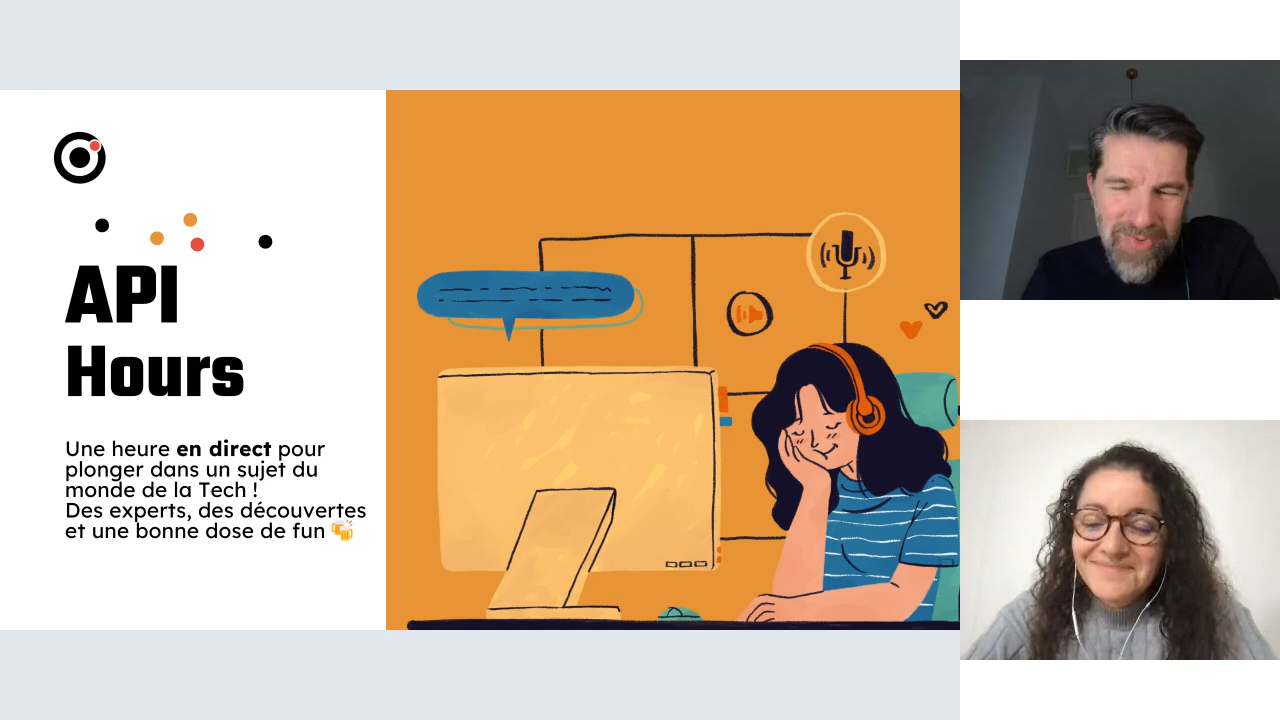 API
Hours
Une heure en direct pour
plonger dans un sujet du
monde de la Tech !
Des experts, des découvertes
et une bonne dose de fun 🍻